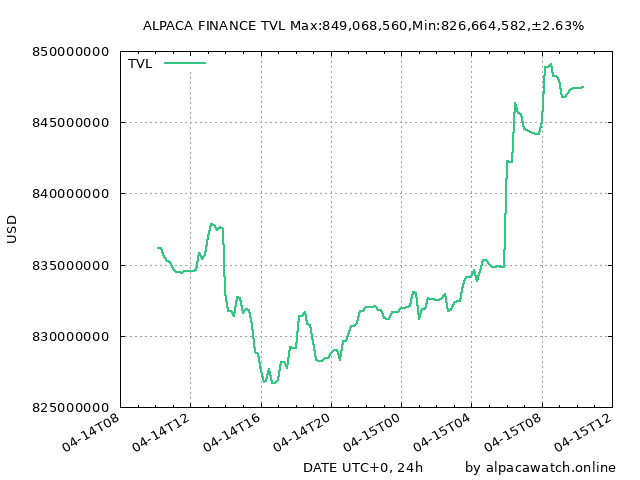 ALPACA FINANCE TVL Max:849,068,560,Min:826,664,582,±2.63%
TVL
850000000
845000000
840000000
835000000
830000000
825000000
USD
04-14T08 04-14T12 04-14T16 04-14T20 04-15T00 04-15T04 04-15T08 04-15T12
DATE UTC+0, 24h by alpacawatch.online